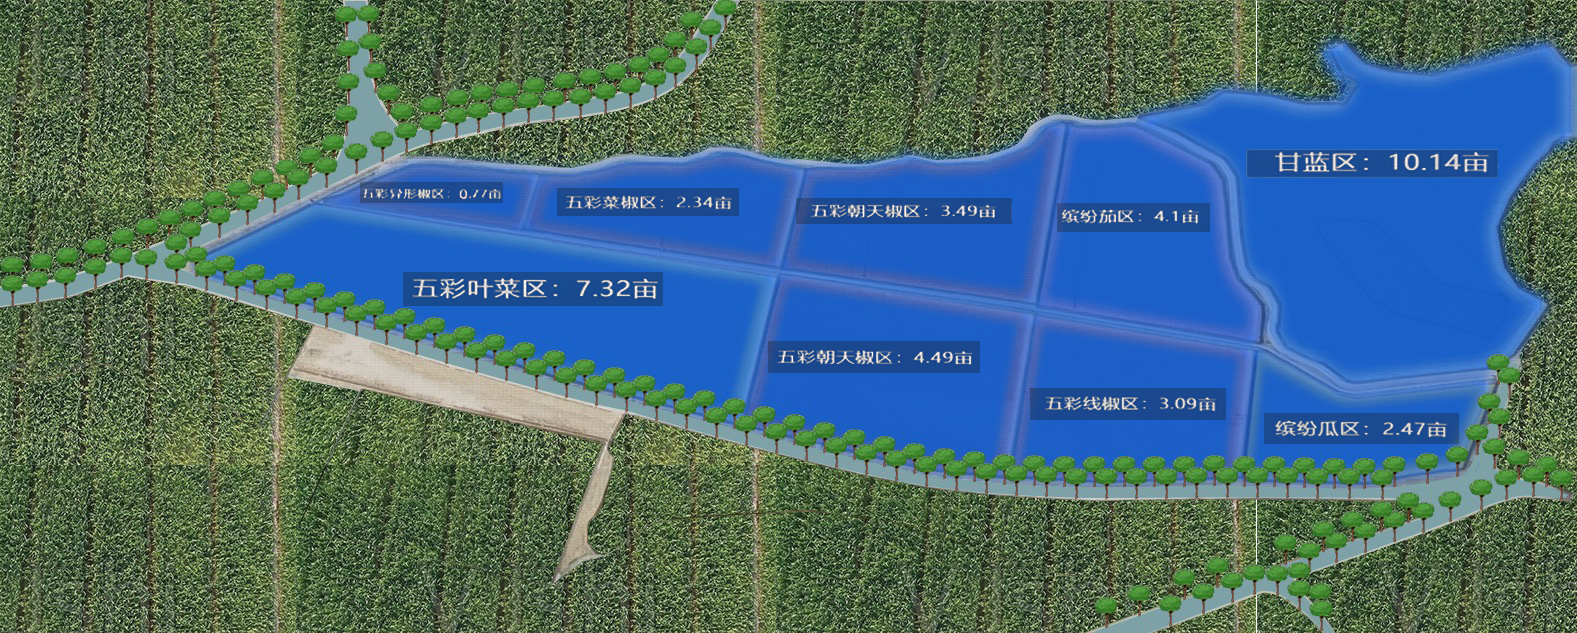 甘蓝区：10.14亩
五彩异形椒区：0.77亩
五彩菜椒区：2.34亩
五彩朝天椒区：3.49亩
缤纷茄区：4.1亩
五彩叶菜区：7.32亩
五彩朝天椒区：4.49亩
五彩线椒区：3.09亩
缤纷瓜区：2.47亩